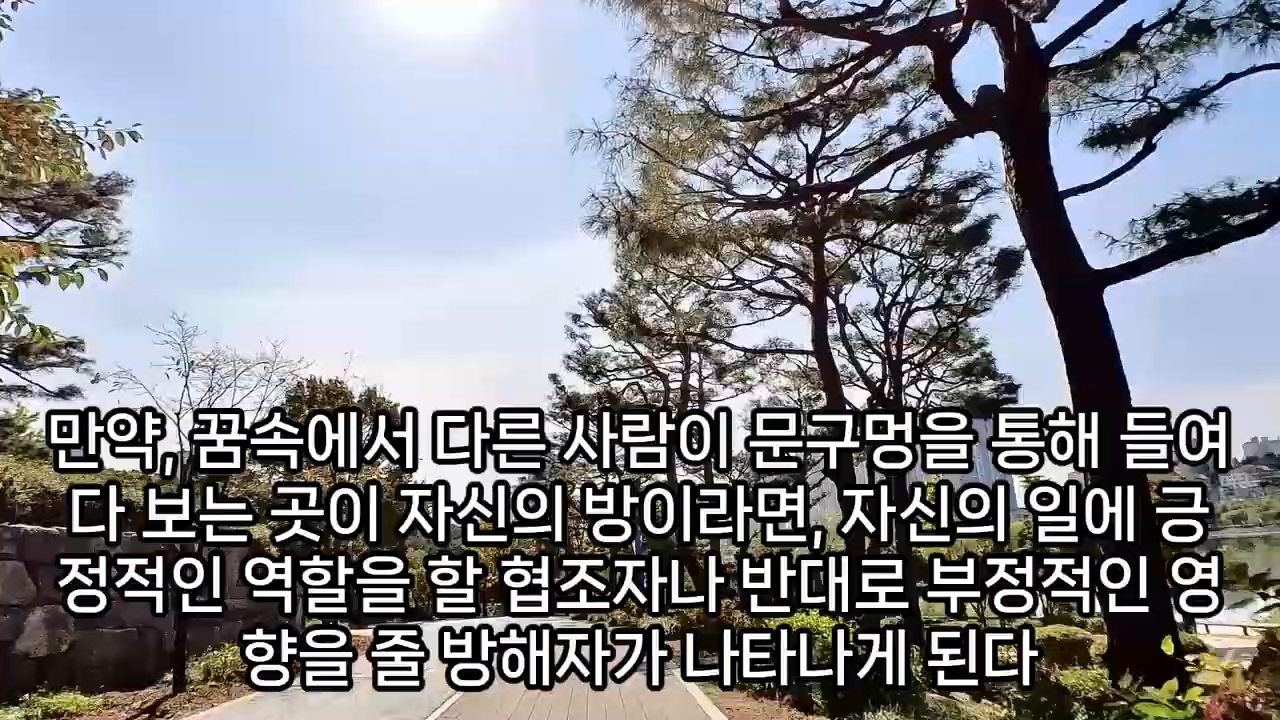 만약, 꿈속에서 다른 사람이 문구멍을 통해 들여
다 보는 곳이 자신의 방이라면, 자신의 일에 긍
정적인 역할을 할 협조자나 반대로 부정적인 영
향을 줄 방해자가 나타나게 된다